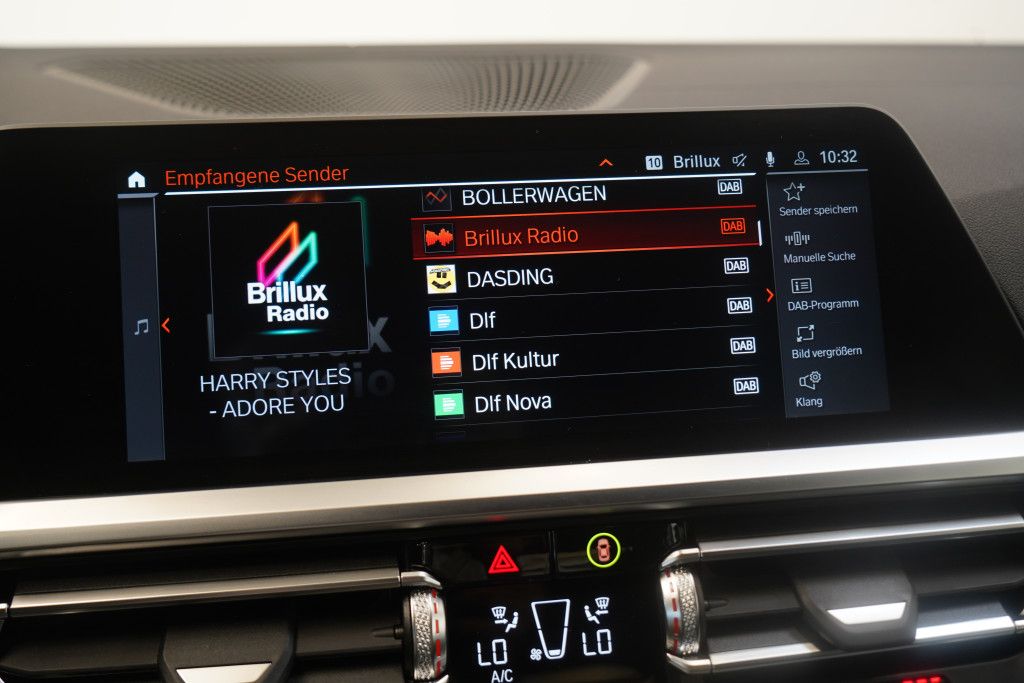 Empfangene Sender
10 Brillux 10:32
Brillux
Radio
HARRY STYLES
- ADORE YOU
BOLLERWAGEN DAB
Brillux Radio DAB
DASDING DAB
Dlf DAB
Dlf Kultur DAB
Dlf Nova DAB
Sender speichern
Manuelle Suche
DAB-Programm
Bild vergrößern
Klang
LO LO
A/C